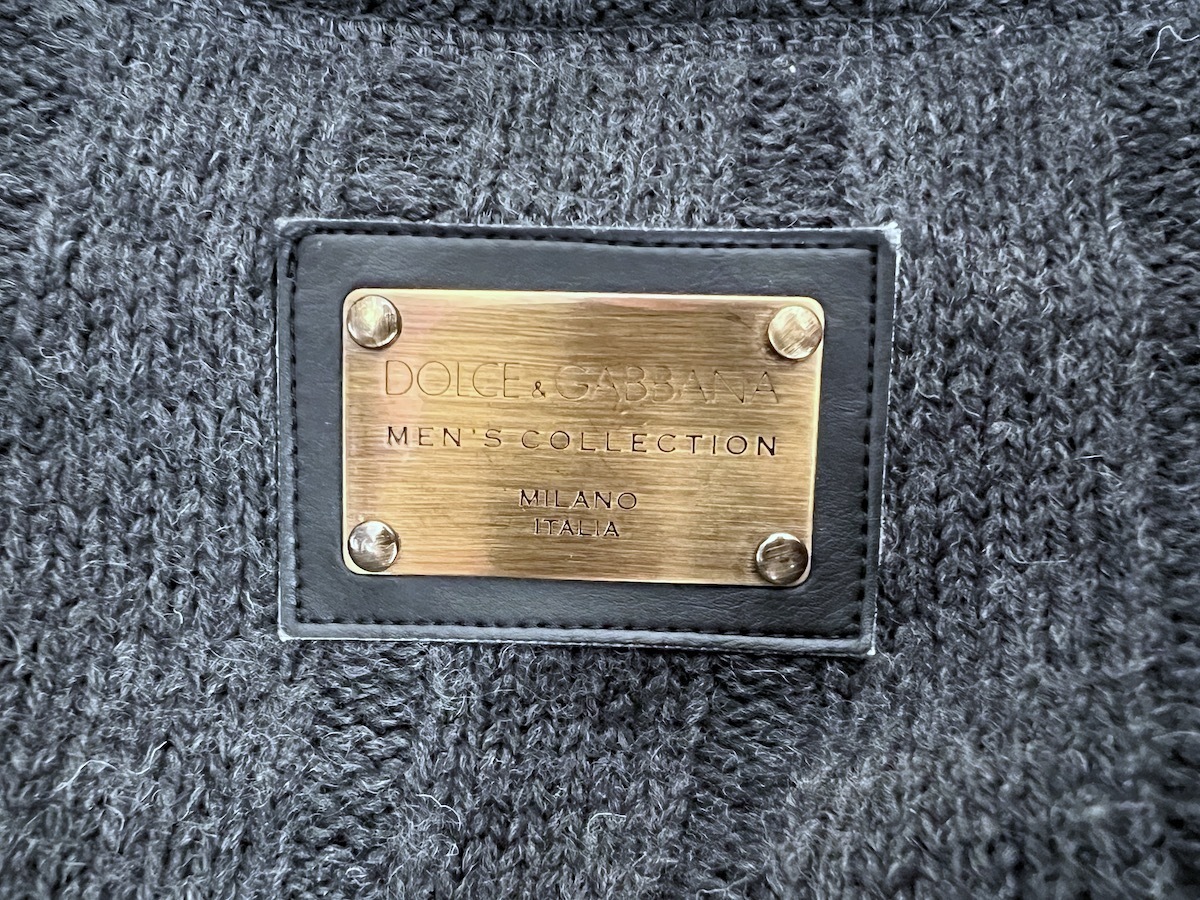 DOLCE & GABBANA
MEN'S COLLECTION
MILANO
ITALIA